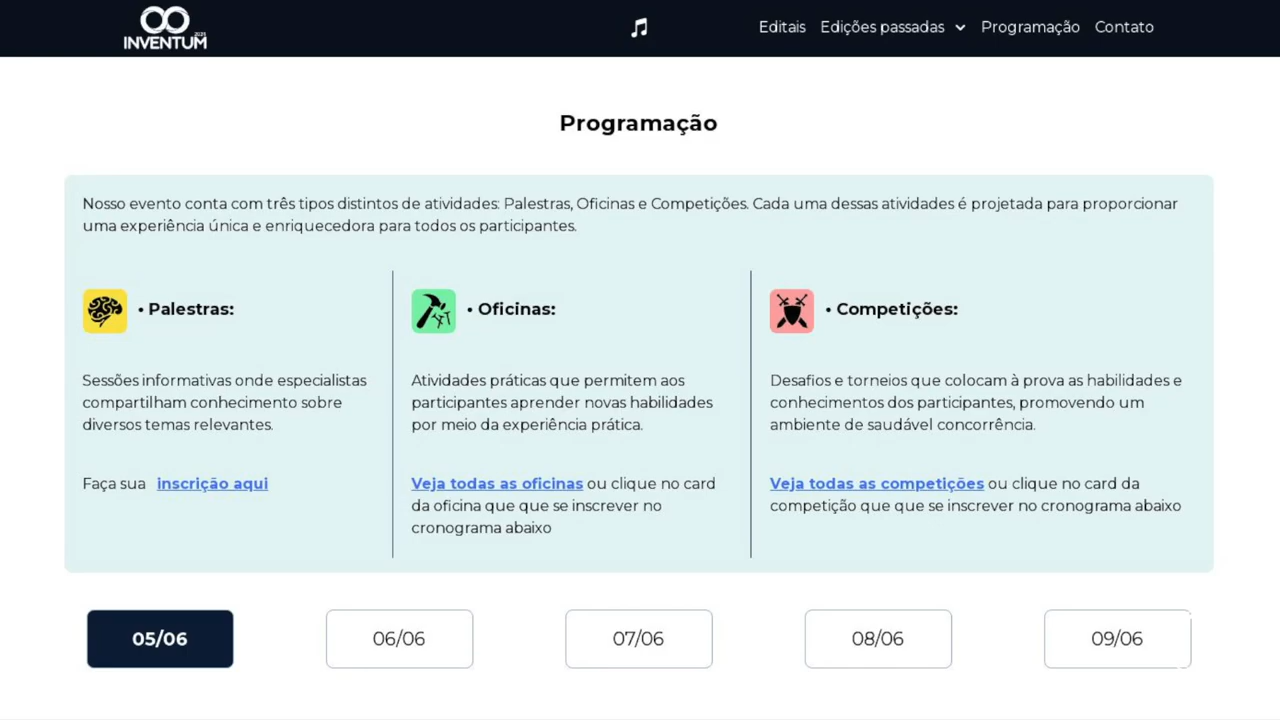 INVENTUM
2025
Editais
Edições passadas
Programação
Contato
Programação
Nosso evento conta com três tipos distintos de atividades: Palestras, Oficinas e Competições. Cada uma dessas atividades é projetada para proporcionar
uma experiência única e enriquecedora para todos os participantes.
• Palestras:
Sessões informativas onde especialistas
compartilham conhecimento sobre
diversos temas relevantes.
Faça sua inscrição aqui
• Oficinas:
Atividades práticas que permitem aos
participantes aprender novas habilidades
por meio da experiência prática.
Veja todas as oficinas ou clique no card
da oficina que que se inscrever no
cronograma abaixo
• Competições:
Desafios e torneios que colocam à prova as habilidades e
conhecimentos dos participantes, promovendo um
ambiente de saudável concorrência.
Veja todas as competições ou clique no card da
competição que que se inscrever no cronograma abaixo
05/06
06/06
07/06
08/06
09/06